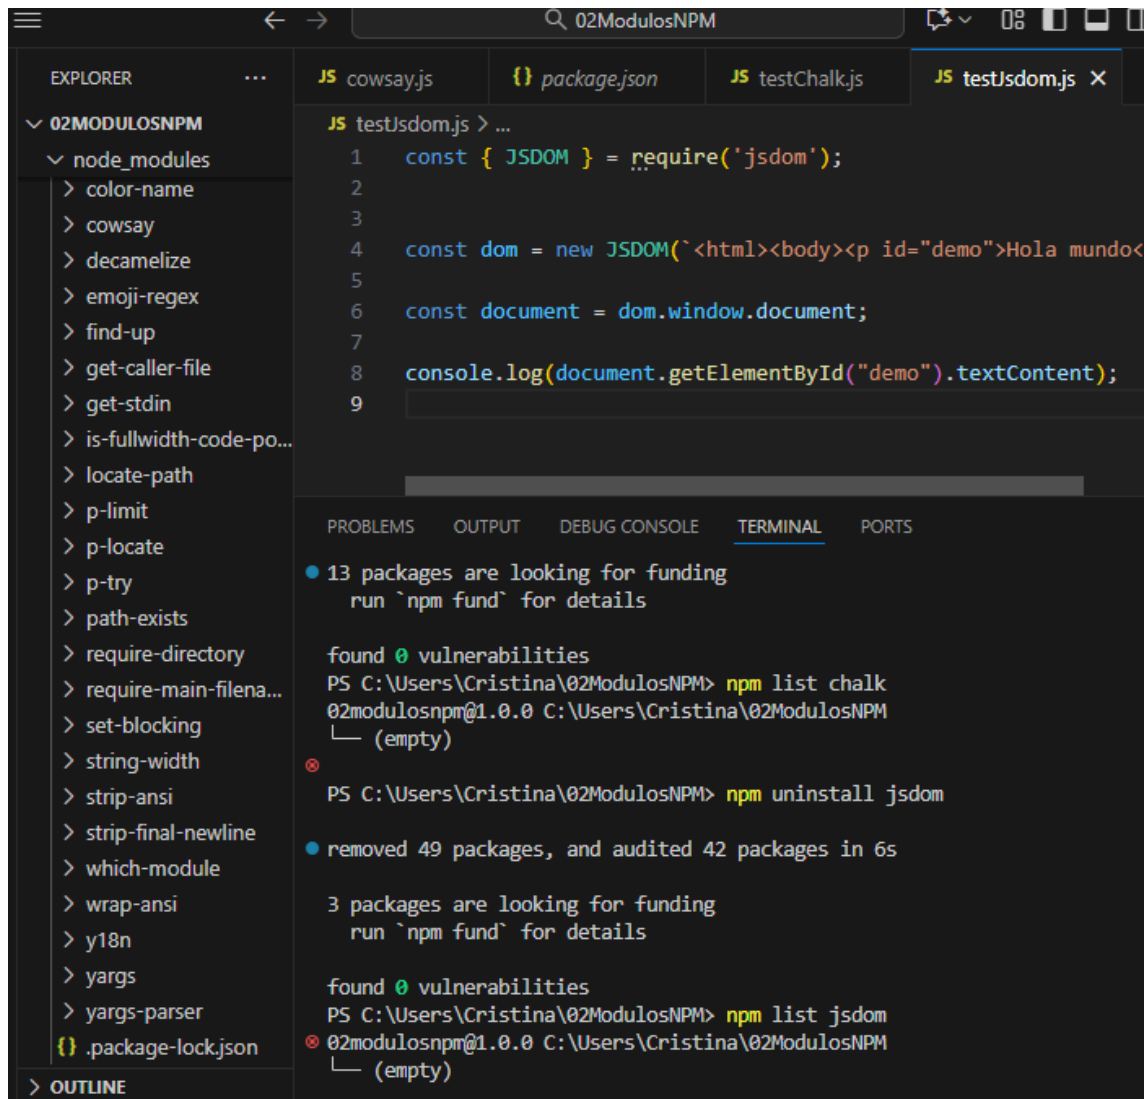 02ModulosNPM
EXPLORER ...
02MODULOSNPM
node_modules
color-name
cowsay
decamelize
emoji-regex
find-up
get-caller-file
get-stdin
is-fullwidth-code-po...
locate-path
p-limit
p-locate
p-try
path-exists
require-directory
require-main-filena...
set-blocking
string-width
strip-ansi
strip-final-newline
which-module
wrap-ansi
y18n
yargs
yargs-parser
{} .package-lock.json
OUTLINE
JS cowsay.js {} package.json JS testChalk.js JS testJsdom.js
JS testJsdom.js > ...
1 const { JSDOM } = require('jsdom');
2
3
4 const dom = new JSDOM(`<html><body><p id="demo">Hola mundo<
5
6 const document = dom.window.document;
7
8 console.log(document.getElementById("demo").textContent);
9
PROBLEMS OUTPUT DEBUG CONSOLE TERMINAL PORTS
13 packages are looking for funding
run `npm fund` for details
found 0 vulnerabilities
PS C:\Users\Cristina\02ModulosNPM> npm list chalk
02modulosnpm@1.0.0 C:\Users\Cristina\02ModulosNPM
└── (empty)
PS C:\Users\Cristina\02ModulosNPM> npm uninstall jsdom
removed 49 packages, and audited 42 packages in 6s
3 packages are looking for funding
run `npm fund` for details
found 0 vulnerabilities
PS C:\Users\Cristina\02ModulosNPM> npm list jsdom
02modulosnpm@1.0.0 C:\Users\Cristina\02ModulosNPM
└── (empty)